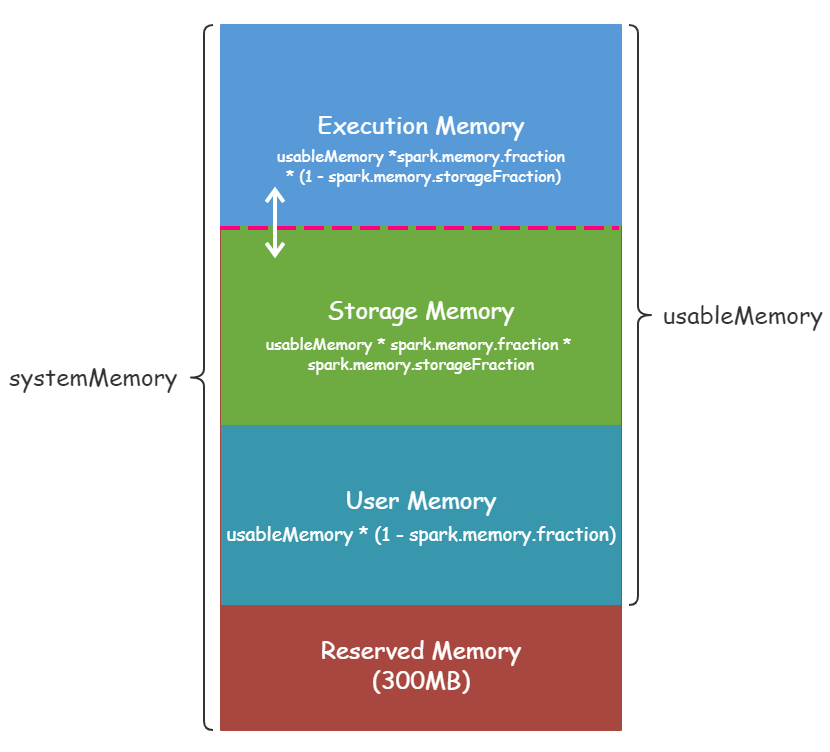 Execution Memory
usableMemory *spark.memory.fraction
* (1 - spark.memory.storageFraction)
Storage Memory
usableMemory * spark.memory.fraction *
spark.memory.storageFraction
usableMemory
systemMemory
User Memory
usableMemory * (1 - spark.memory.fraction)
Reserved Memory
(300MB)